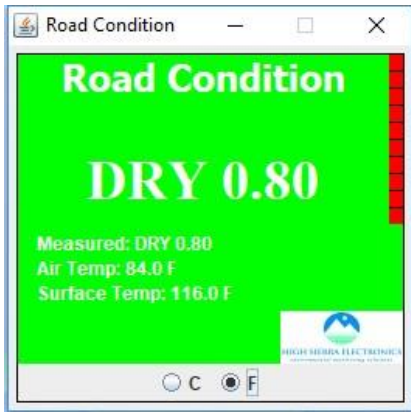 Road Condition
Road Condition
DRY 0.80
Measured: DRY 0.80
Air Temp: 84.0 F
Surface Temp: 116.0 F
HIGH SIERRA ELECTRONICS
C F